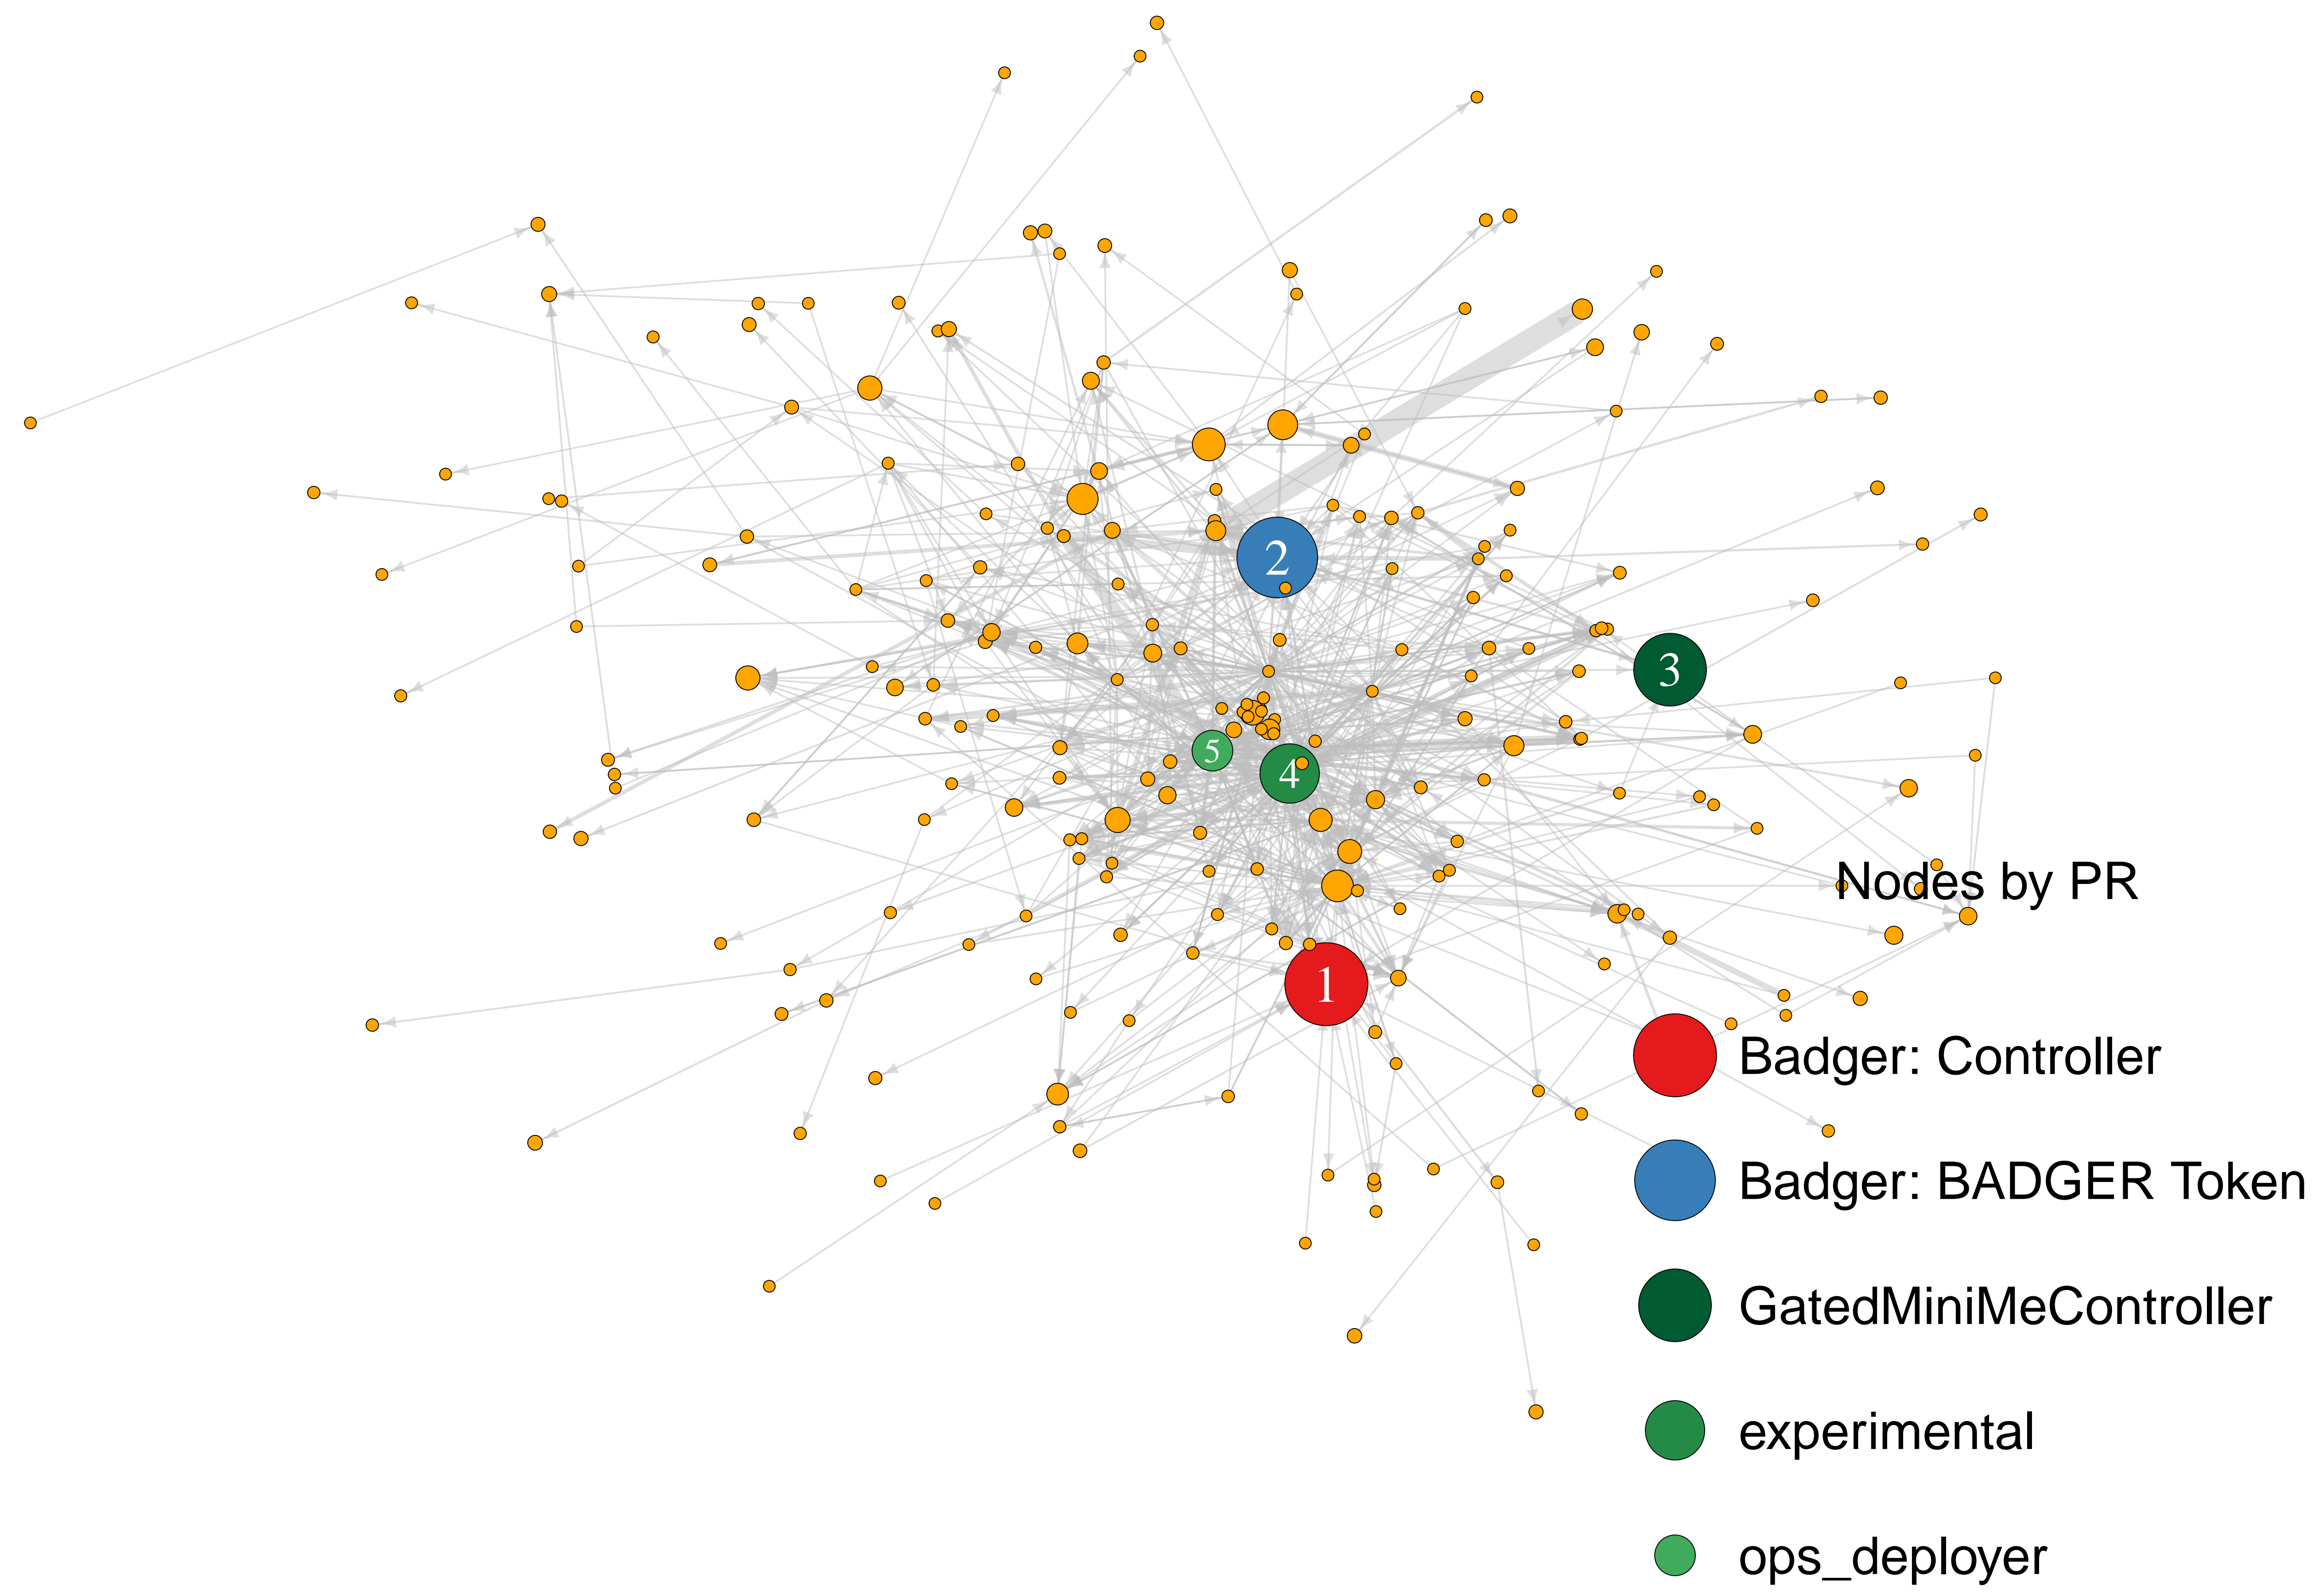 2
3
5
4
Nodes by PR
1
Badger: Controller
Badger: BADGER Token
GatedMiniMeController
experimental
ops_deployer